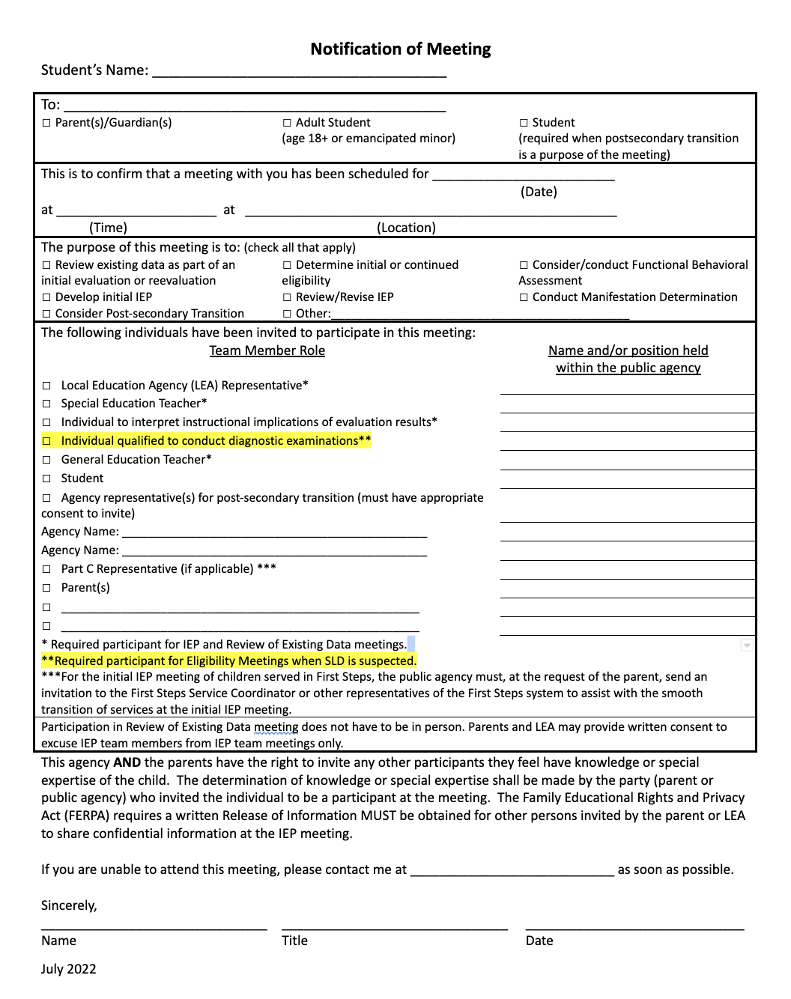 Notification of Meeting
Student’s Name: ______________________________________
To: __________________________________________________
☐ Parent(s)/Guardian(s) ☐ Adult Student ☐ Student
(age 18+ or emancipated minor) (required when postsecondary transition
is a purpose of the meeting)
This is to confirm that a meeting with you has been scheduled for _________________________
(Date)
at ______________________ at ___________________________________________________
(Time) (Location)
The purpose of this meeting is to: (check all that apply)
☐ Review existing data as part of an ☐ Determine initial or continued ☐ Consider/conduct Functional Behavioral
initial evaluation or reevaluation eligibility Assessment
☐ Develop initial IEP ☐ Review/Revise IEP ☐ Conduct Manifestation Determination
☐ Consider Post-secondary Transition ☐ Other:____________________________________________
The following individuals have been invited to participate in this meeting:
Team Member Role Name and/or position held
within the public agency
☐ Local Education Agency (LEA) Representative*
☐ Special Education Teacher*
☐ Individual to interpret instructional implications of evaluation results*
☐ Individual qualified to conduct diagnostic examinations**
☐ General Education Teacher*
☐ Student
☐ Agency representative(s) for post-secondary transition (must have appropriate
consent to invite)
Agency Name: _____________________________________________
Agency Name: _____________________________________________
☐ Part C Representative (if applicable) ***
☐ Parent(s)
☐ _____________________________________________________
☐ _____________________________________________________
* Required participant for IEP and Review of Existing Data meetings.
**Required participant for Eligibility Meetings when SLD is suspected.
***For the initial IEP meeting of children served in First Steps, the public agency must, at the request of the parent, send an
invitation to the First Steps Service Coordinator or other representatives of the First Steps system to assist with the smooth
transition of services at the initial IEP meeting.
Participation in Review of Existing Data meeting does not have to be in person. Parents and LEA may provide written consent to
excuse IEP team members from IEP team meetings only.
This agency AND the parents have the right to invite any other participants they feel have knowledge or special
expertise of the child. The determination of knowledge or special expertise shall be made by the party (parent or
public agency) who invited the individual to be a participant at the meeting. The Family Educational Rights and Privacy
Act (FERPA) requires a written Release of Information MUST be obtained for other persons invited by the parent or LEA
to share confidential information at the IEP meeting.
If you are unable to attend this meeting, please contact me at ____________________________ as soon as possible.
Sincerely,
_______________________________ _______________________________ ______________________________
Name Title Date
July 2022